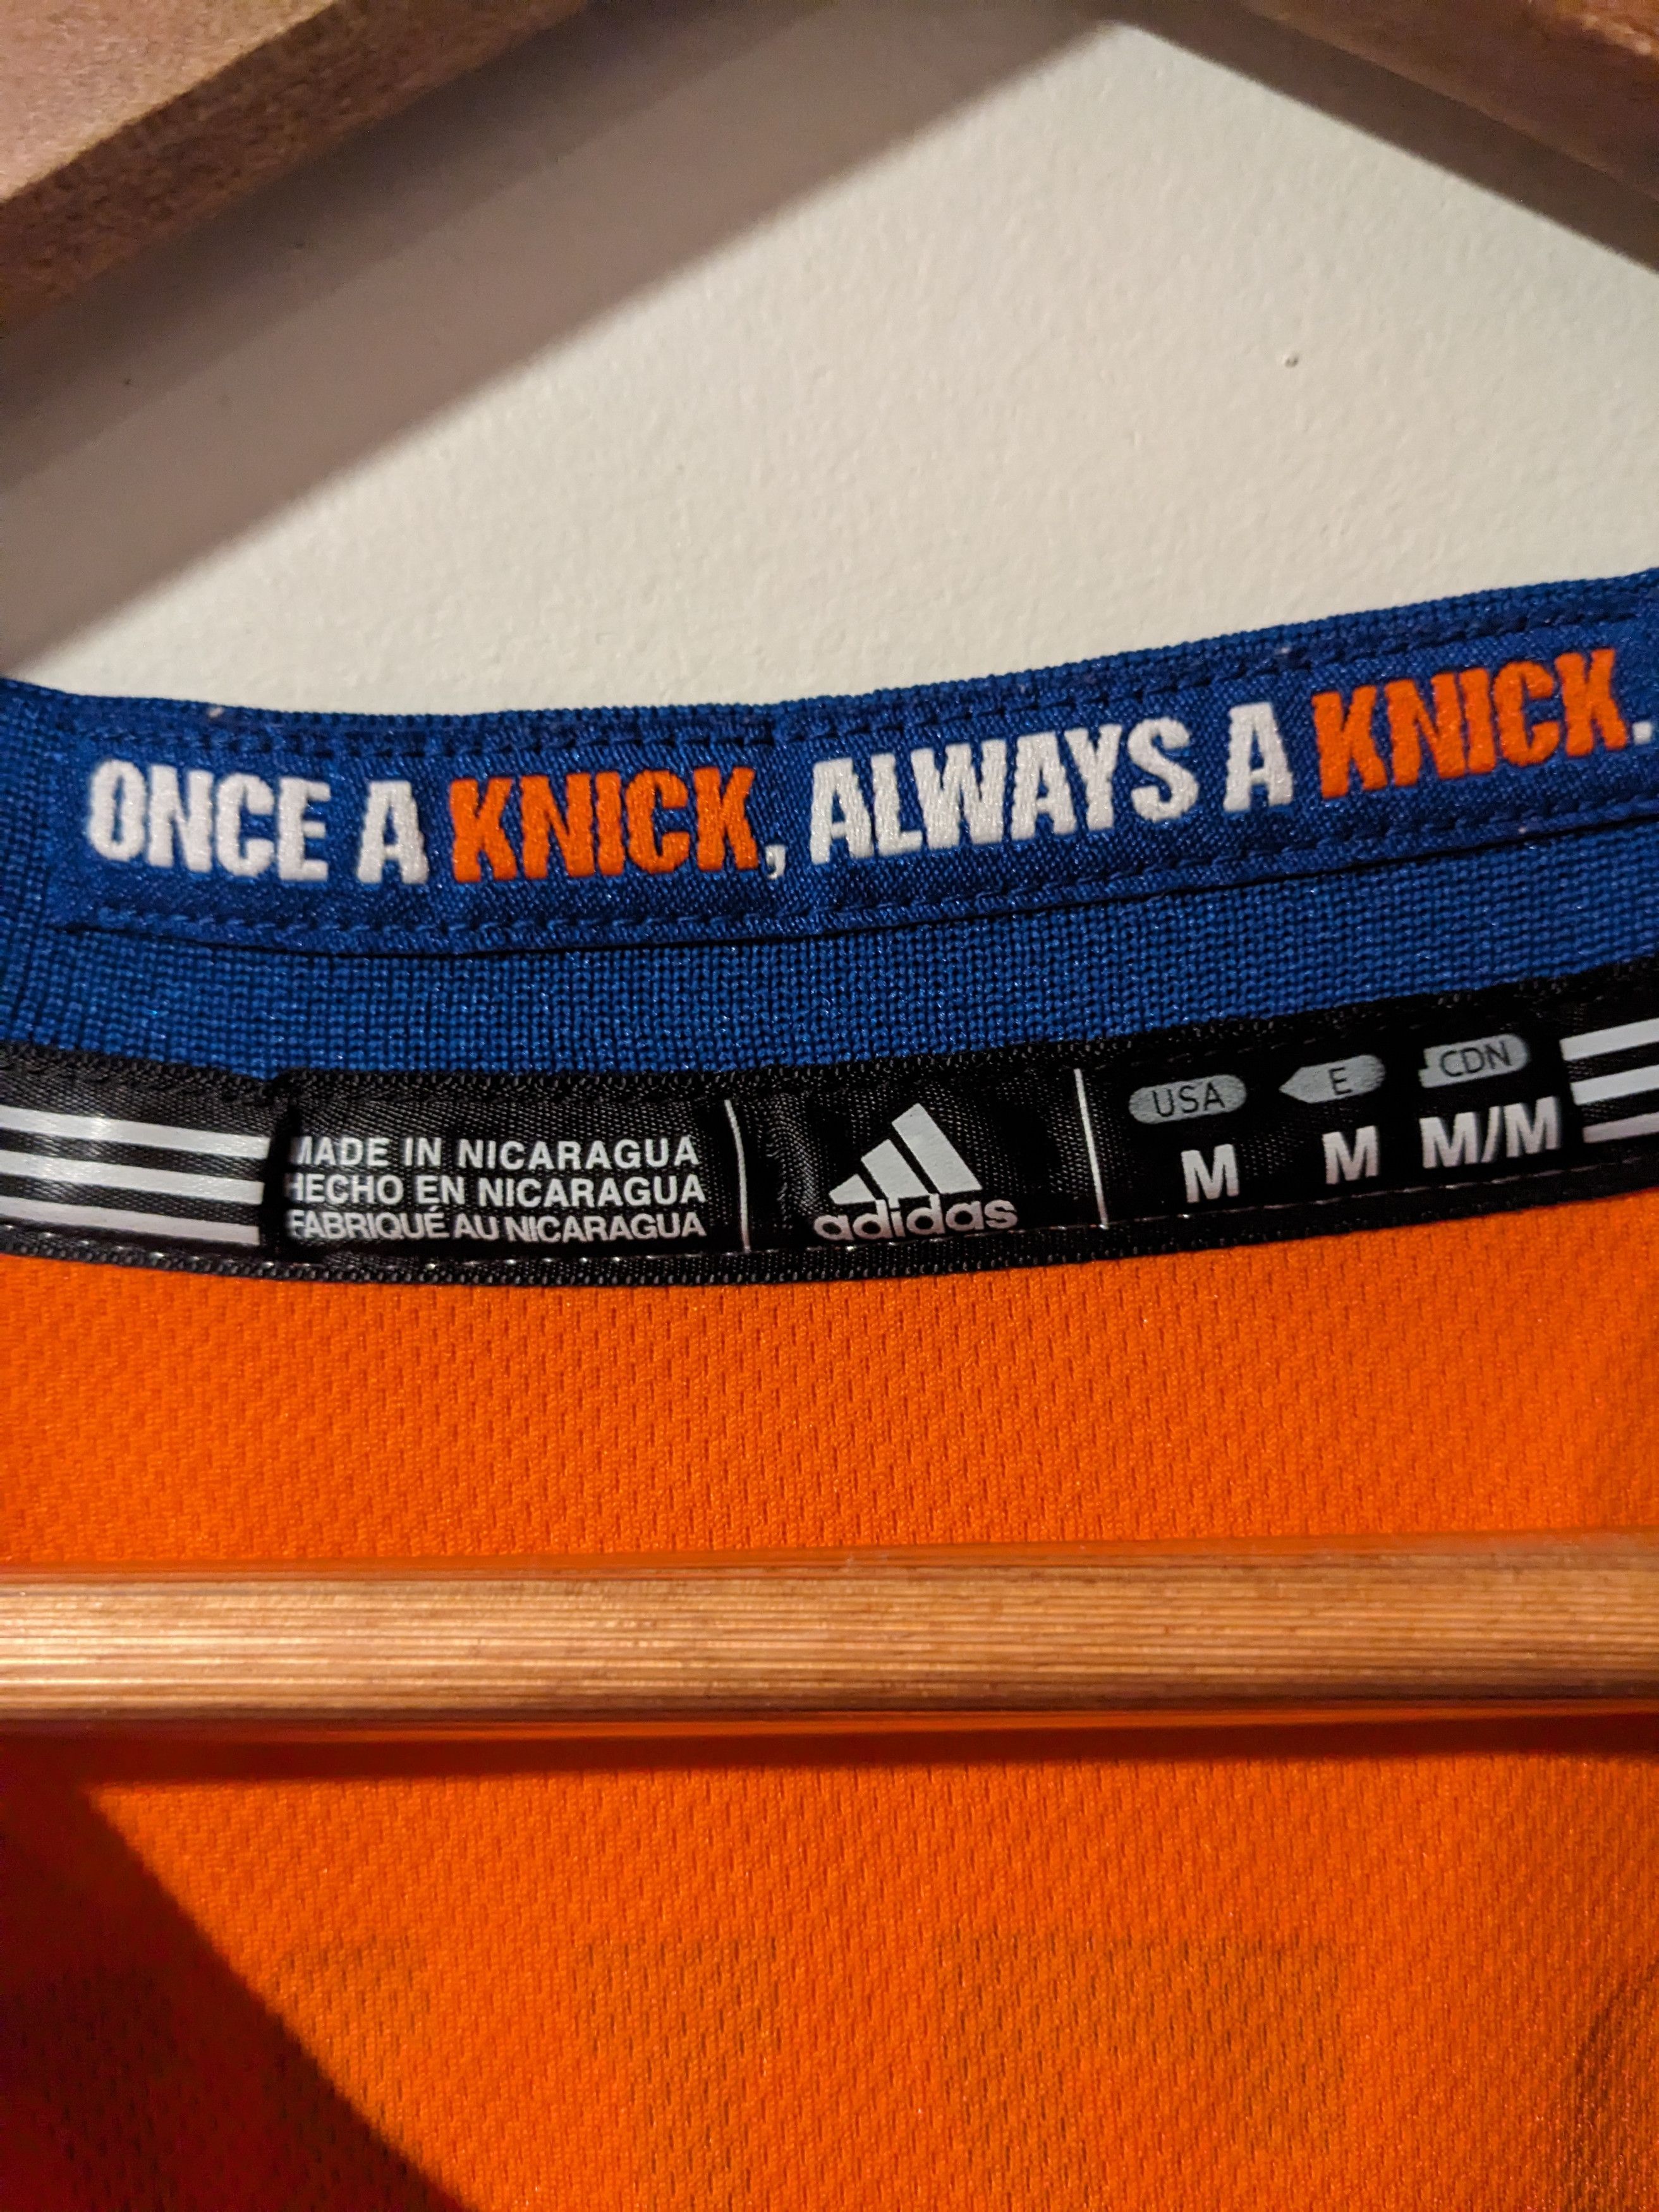 ONCE A KNICK, ALWAYS A KNICK.
MADE IN NICARAGUA
HECHO EN NICARAGUA
FABRIQUÉ AU NICARAGUA
adidas
USA E CDN
M M M/M